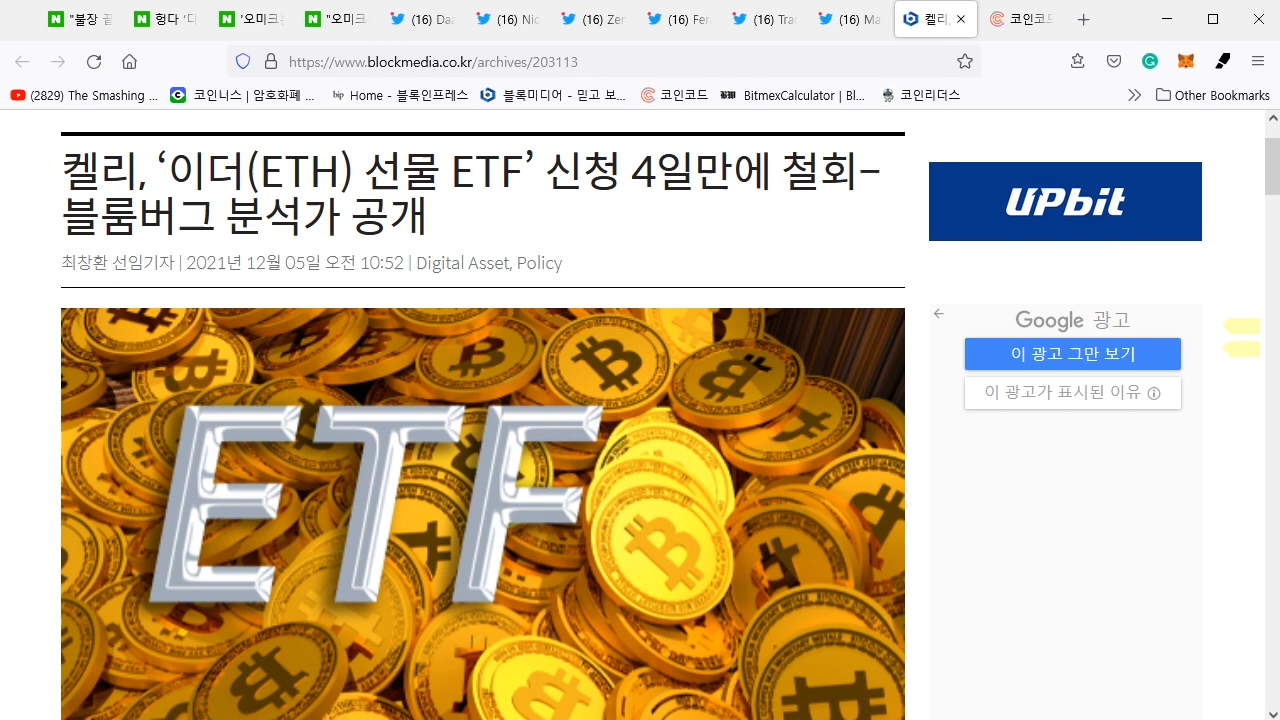 "불장 끝
헝다 '디
'오미크론
"오미크
(16) Daa
(16) Nic
(16) Zer
(16) Fer
(16) Tra
(16) Ma
켈리,
코인코드
https://www.blockmedia.co.kr/archives/203113
(2829) The Smashing ...
코인니스 | 암호화폐 ...
bip Home - 블록인프레스
블록미디어 - 믿고 보...
코인코드
BitmexCalculator | Bl...
코인리더스
Other Bookmarks
켈리, ‘이더(ETH) 선물 ETF’ 신청 4일만에 철회–
블룸버그 분석가 공개
최창환 선임기자 | 2021년 12월 05일 오전 10:52 | Digital Asset, Policy
UPbit
Google 광고
이 광고 그만 보기
이 광고가 표시된 이유
ETF